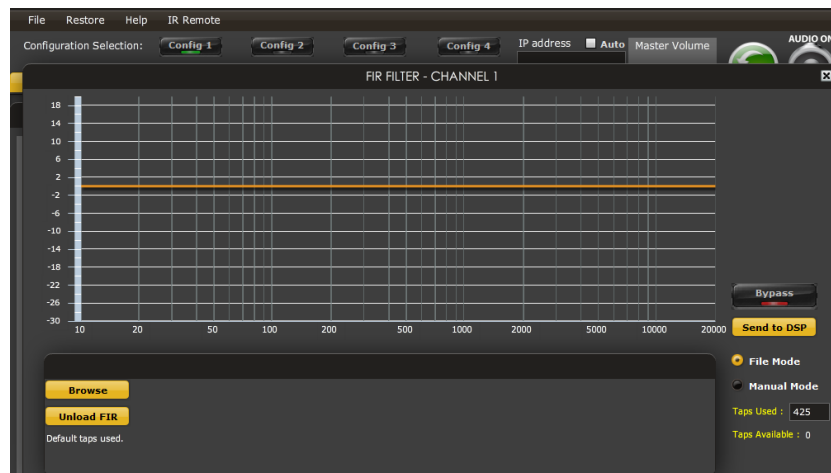 File Restore Help IR Remote
Configuration Selection: Config 1 Config 2 Config 3 Config 4 IP address Auto Master Volume AUDIO ON
FIR FILTER - CHANNEL 1
18
14
10
6
2
-2
-6
-10
-14
-18
-22
-26
-30
10 20 50 100 200 500 1000 2000 5000 10000 20000
Bypass
Send to DSP
File Mode
Manual Mode
Taps Used : 425
Taps Available : 0
Browse
Unload FIR
Default taps used.